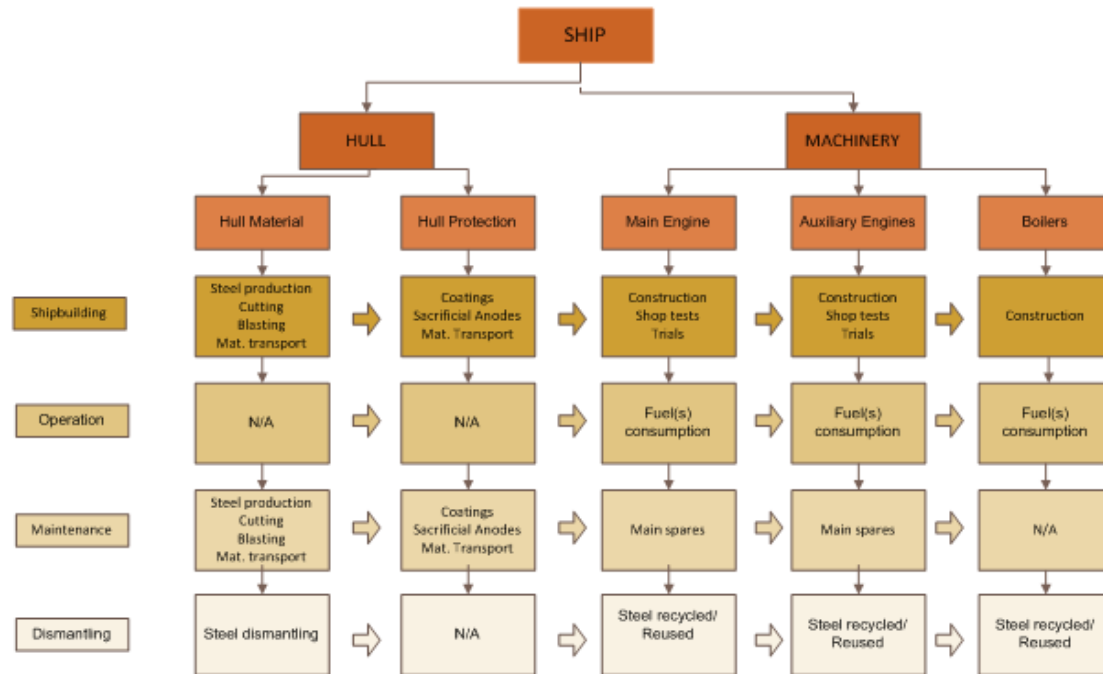 SHIP
HULL
MACHINERY
Hull Material
Hull Protection
Main Engine
Auxiliary Engines
Boilers
Shipbuilding
Steel production
Cutting
Blasting
Mat. transport
Coatings
Sacrificial Anodes
Mat. Transport
Construction
Shop tests
Trials
Construction
Shop tests
Trials
Construction
Operation
N/A
N/A
Fuel(s)
consumption
Fuel(s)
consumption
Fuel(s)
consumption
Maintenance
Steel production
Cutting
Blasting
Mat. transport
Coatings
Sacrificial Anodes
Mat. Transport
Main spares
Main spares
N/A
Dismantling
Steel dismantling
N/A
Steel recycled/
Reused
Steel recycled/
Reused
Steel recycled/
Reused